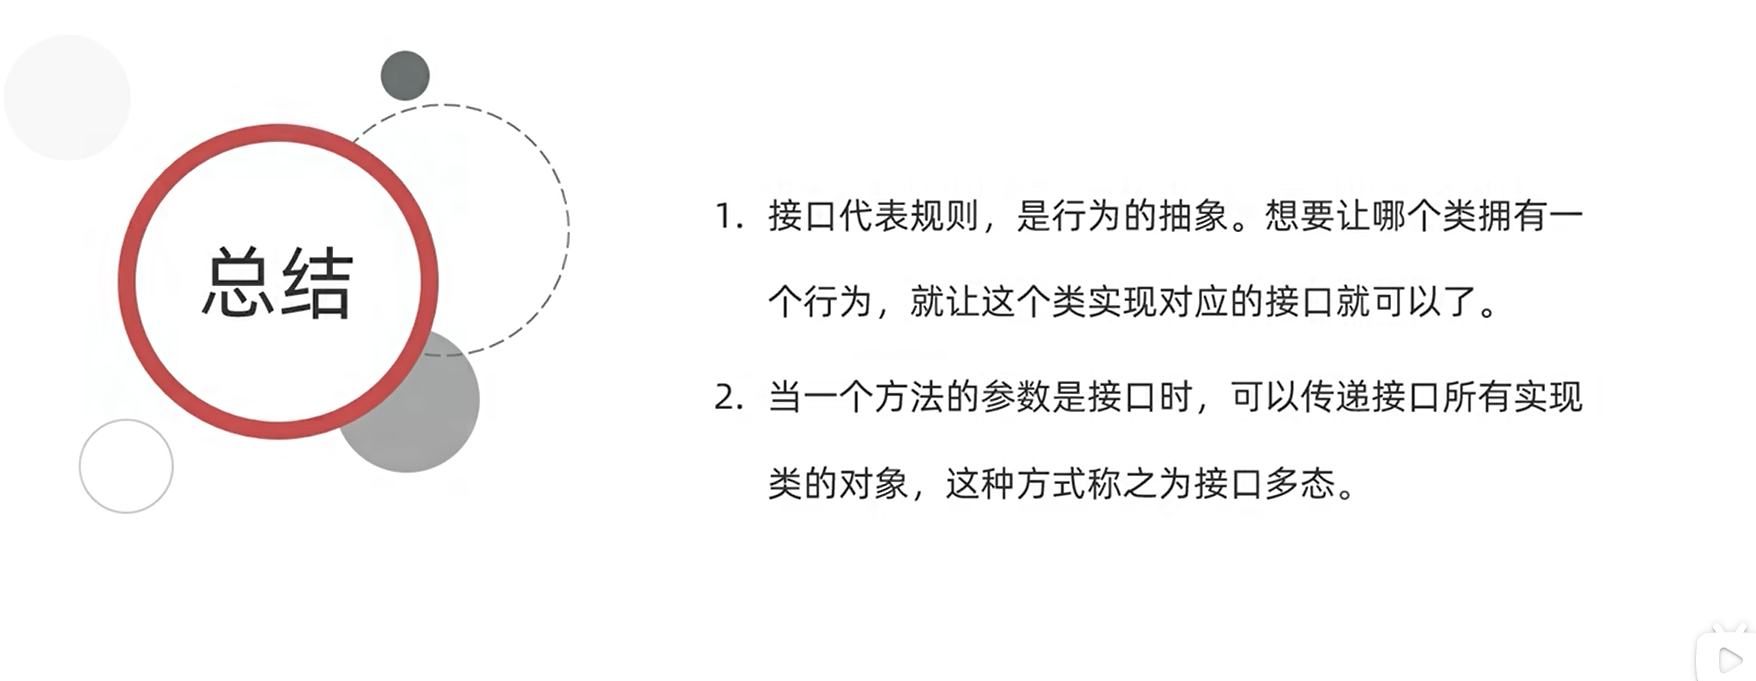 总结
1. 接口代表规则，是行为的抽象。想要让哪个类拥有一
个行为，就让这个类实现对应的接口就可以了。
2. 当一个方法的参数是接口时，可以传递接口所有实现
类的对象，这种方式称之为接口多态。